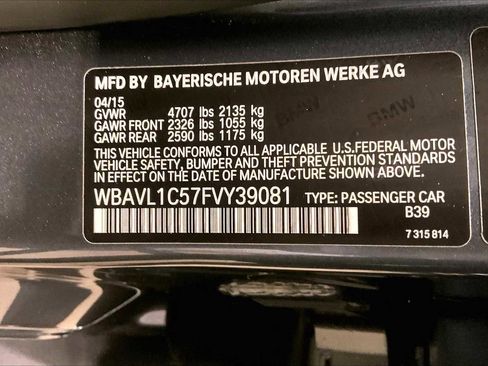 MFD BY BAYERISCHE MOTOREN WERKE AG
04/15
GVWR 4707 lbs 2135 kg
GAWR FRONT 2326 lbs 1055 kg
GAWR REAR 2590 lbs 1175 kg
THIS VEHICLE CONFORMS TO ALL APPLICABLE U.S.FEDERAL MOTOR
VEHICLE SAFETY, BUMPER AND THEFT PREVENTION STANDARDS
IN EFFECT ON THE DATE OF MANUFACTURE SHOWN ABOVE.
WBAVL1C57FVY39081 TYPE: PASSENGER CAR
B39
7 315 814
BMW